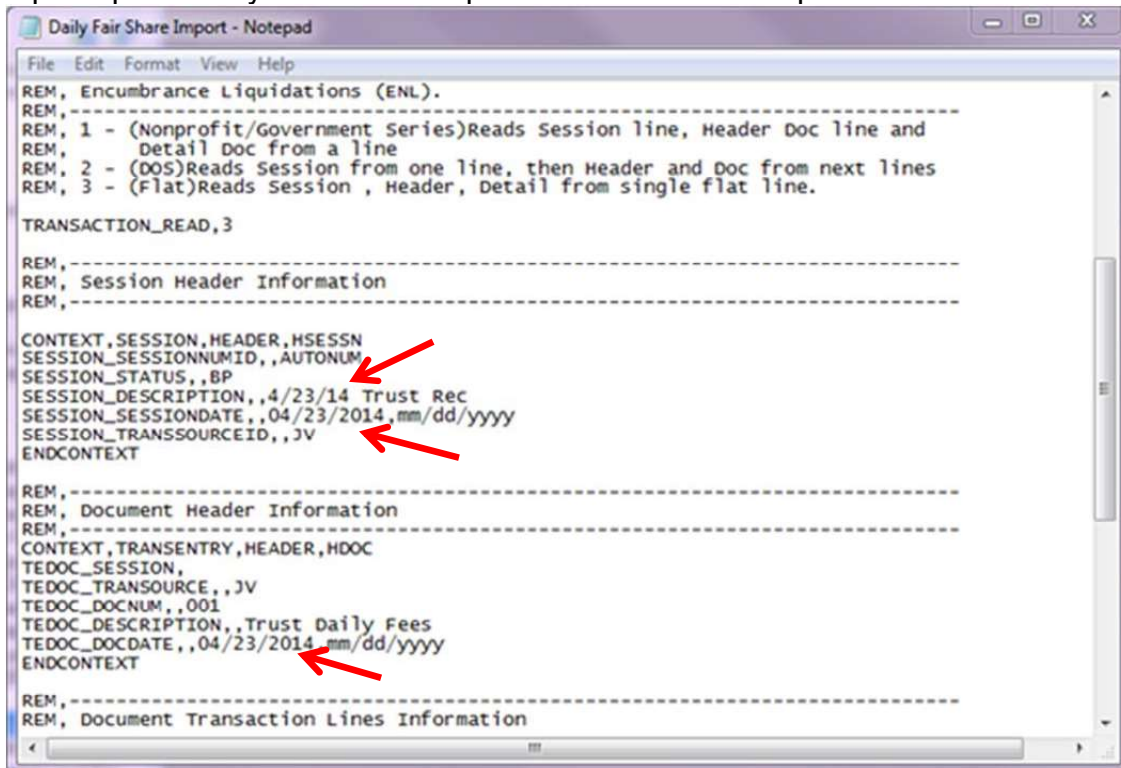 Daily Fair Share Import - Notepad
File Edit Format View Help
REM, Encumbrance Liquidations (ENL).
REM,----------------------------------------------------------------------------
REM, 1 - (Nonprofit/Government Series)Reads Session line, Header Doc line and
REM,      Detail Doc from a line
REM, 2 - (DOS)Reads Session from one line, then Header and Doc from next lines
REM, 3 - (Flat)Reads Session , Header, Detail from single flat line.
TRANSACTION_READ,3
REM,----------------------------------------------------------------------------
REM, Session Header Information
REM,----------------------------------------------------------------------------
CONTEXT,SESSION,HEADER,HSESSN
SESSION_SESSIONNUMID,,AUTONUM
SESSION_STATUS,,BP
SESSION_DESCRIPTION,,4/23/14 Trust Rec
SESSION_SESSIONDATE,,04/23/2014,mm/dd/yyyy
SESSION_TRANSSOURCEID,,JV
ENDCONTEXT
REM,----------------------------------------------------------------------------
REM, Document Header Information
REM,----------------------------------------------------------------------------
CONTEXT,TRANSENTRY,HEADER,HDOC
TEDOC_SESSION,
TEDOC_TRANSOURCE,,JV
TEDOC_DOCNUM,,001
TEDOC_DESCRIPTION,,Trust Daily Fees
TEDOC_DOCDATE,,04/23/2014,mm/dd/yyyy
ENDCONTEXT
REM,----------------------------------------------------------------------------
REM, Document Transaction Lines Information